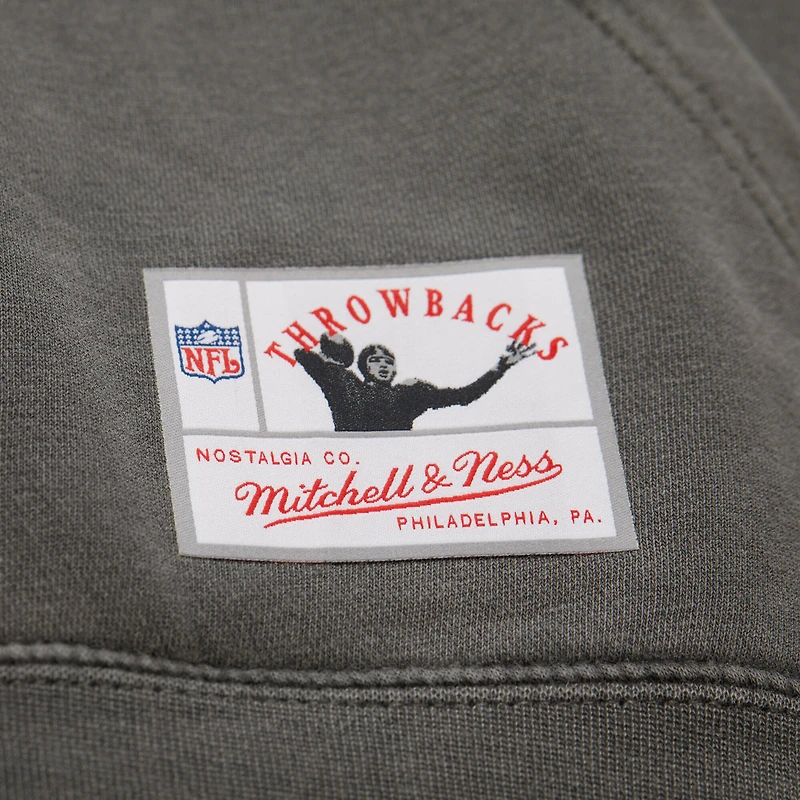 THROWBACKS
NFL
NOSTALGIA CO.
Mitchell & Ness
PHILADELPHIA, PA.